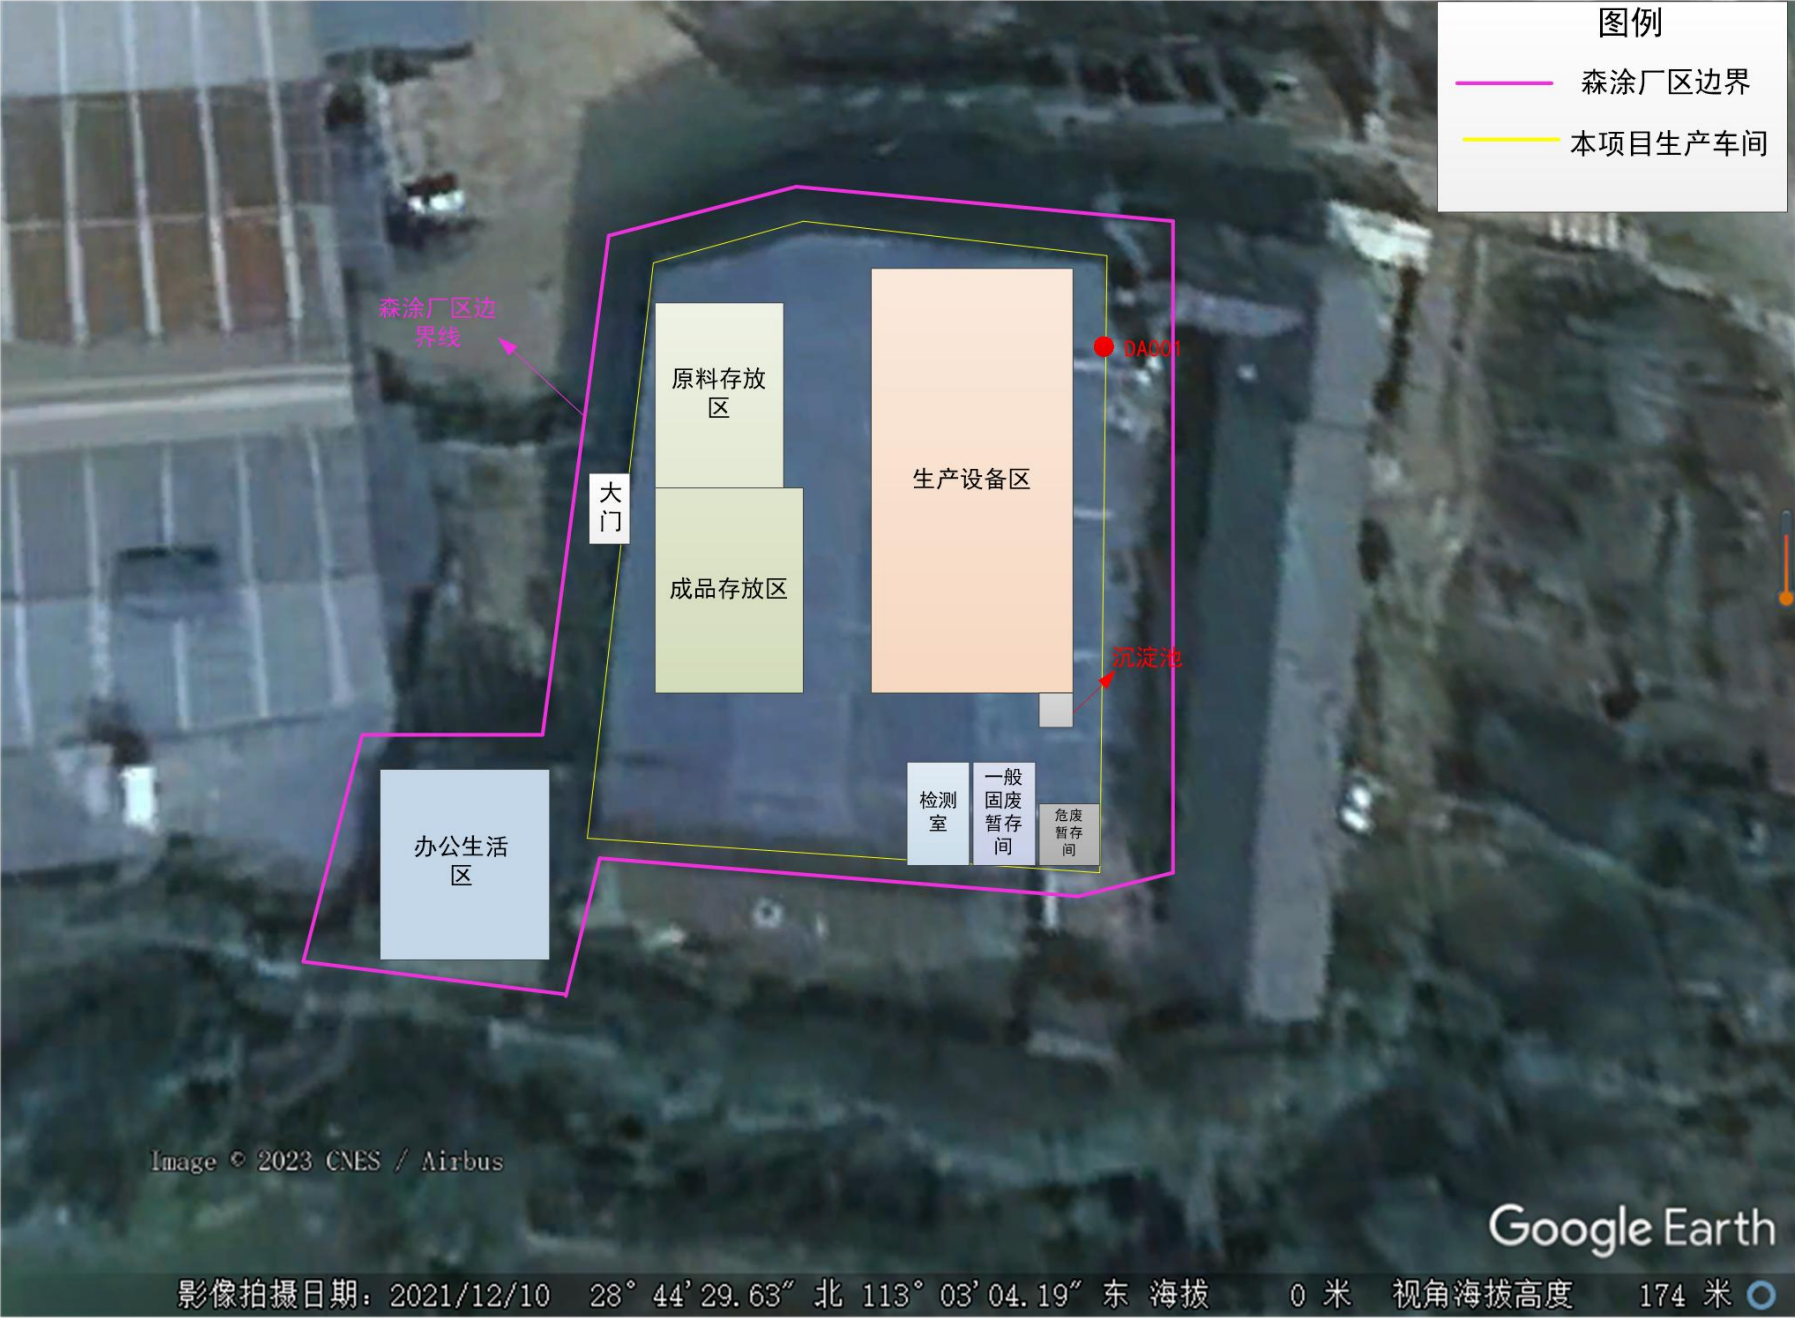 图例
森涂厂区边界
本项目生产车间
森涂厂区边
界线
DA001
原料存放
区
生产设备区
大
门
成品存放区
沉淀池
检测
室
一般
固废
暂存
间
危废
暂存
间
办公生活
区
Image © 2023 CNES / Airbus
Google Earth
影像拍摄日期: 2021/12/10 28° 44'29.63″ 北 113° 03'04.19″ 东 海拔 0 米 视角海拔高度 174 米